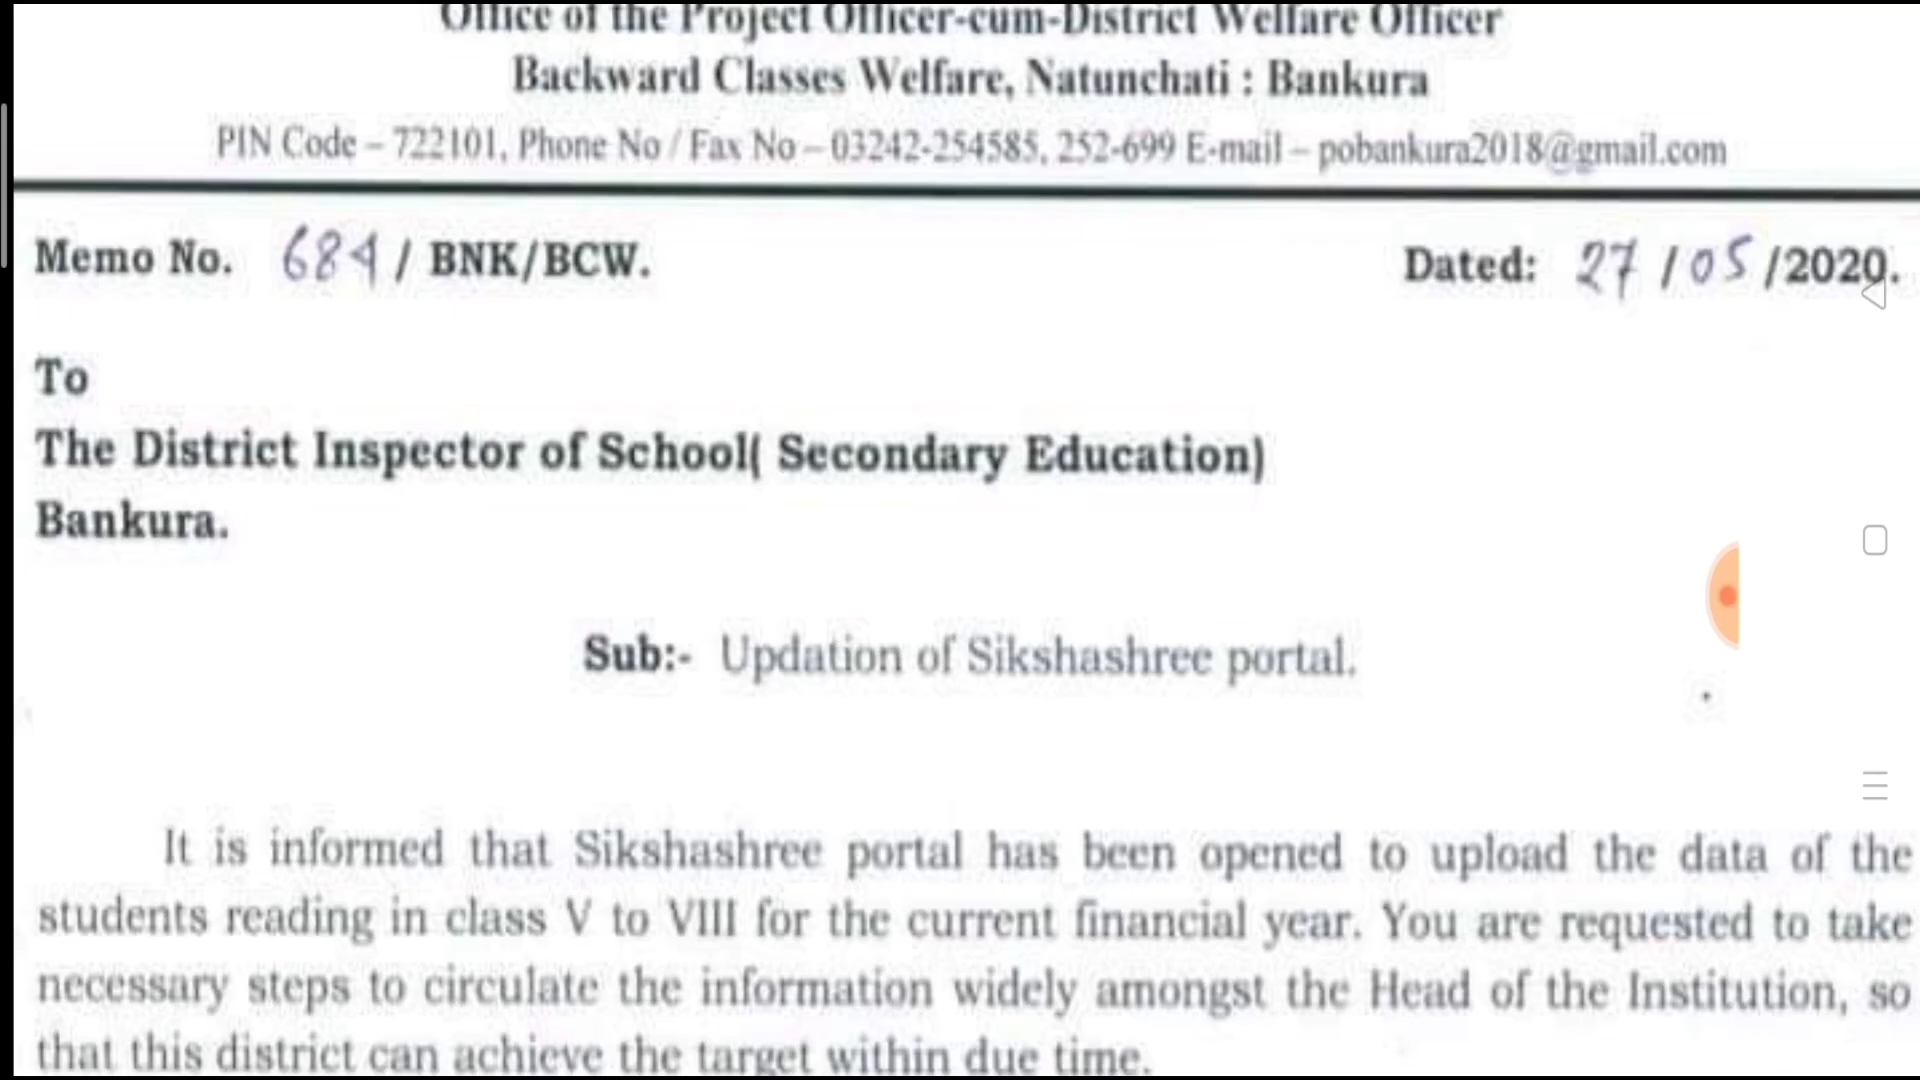 Office of the Project Officer-cum-District Welfare Officer
Backward Classes Welfare, Natunchati : Bankura
PIN Code – 722101, Phone No / Fax No – 03242-254585, 252-699 E-mail – pobankura2018@gmail.com
Memo No. 684 / BNK/BCW. Dated: 27 / 05 /2020.
To
The District Inspector of School( Secondary Education)
Bankura.
Sub:- Updation of Sikshashree portal.
It is informed that Sikshashree portal has been opened to upload the data of the
students reading in class V to VIII for the current financial year. You are requested to take
necessary steps to circulate the information widely amongst the Head of the Institution, so
that this district can achieve the target within due time.